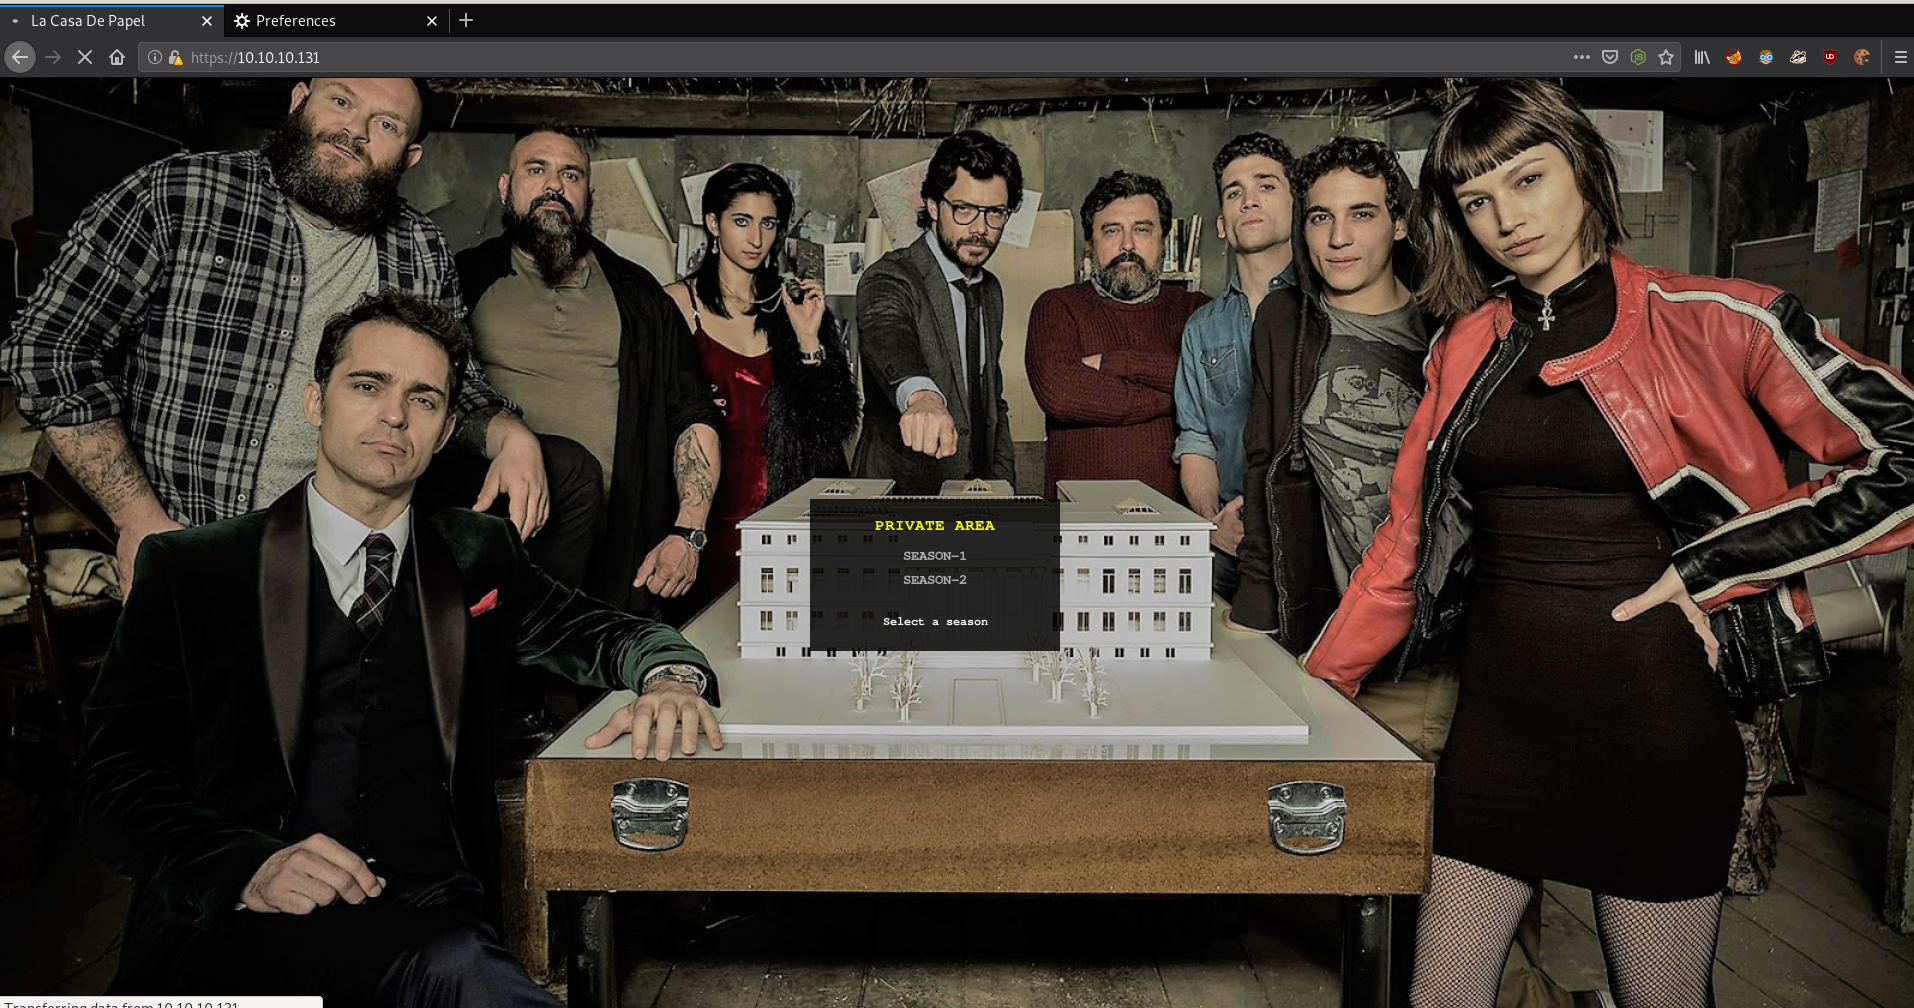 La Casa De Papel
Preferences
https://10.10.10.131
PRIVATE AREA
SEASON-1
SEASON-2
Select a season
Transferring data from 10.10.10.131